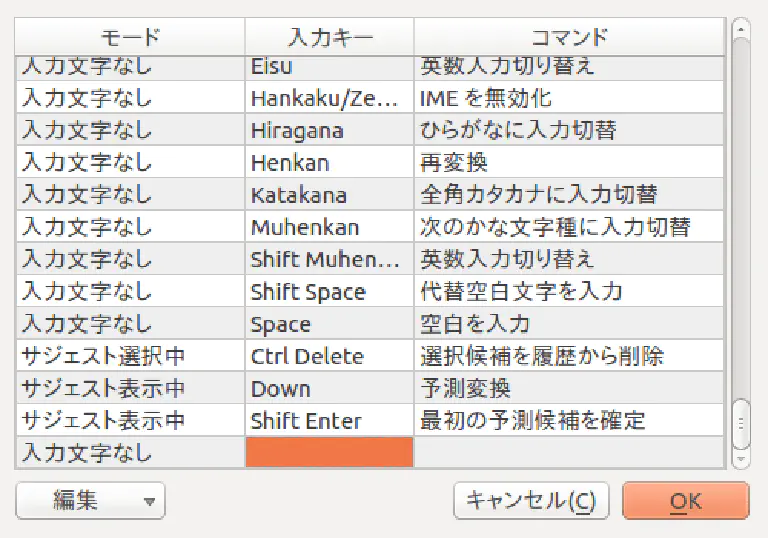 モード 入力キー コマンド
入力文字なし Eisu 英数入力切り替え
入力文字なし Hankaku/Ze... IME を無効化
入力文字なし Hiragana ひらがなに入力切替
入力文字なし Henkan 再変換
入力文字なし Katakana 全角カタカナに入力切替
入力文字なし Muhenkan 次のかな文字種に入力切替
入力文字なし Shift Muhen... 英数入力切り替え
入力文字なし Shift Space 代替空白文字を入力
入力文字なし Space 空白を入力
サジェスト選択中 Ctrl Delete 選択候補を履歴から削除
サジェスト表示中 Down 予測変換
サジェスト表示中 Shift Enter 最初の予測候補を確定
入力文字なし
編集 キャンセル(C) OK